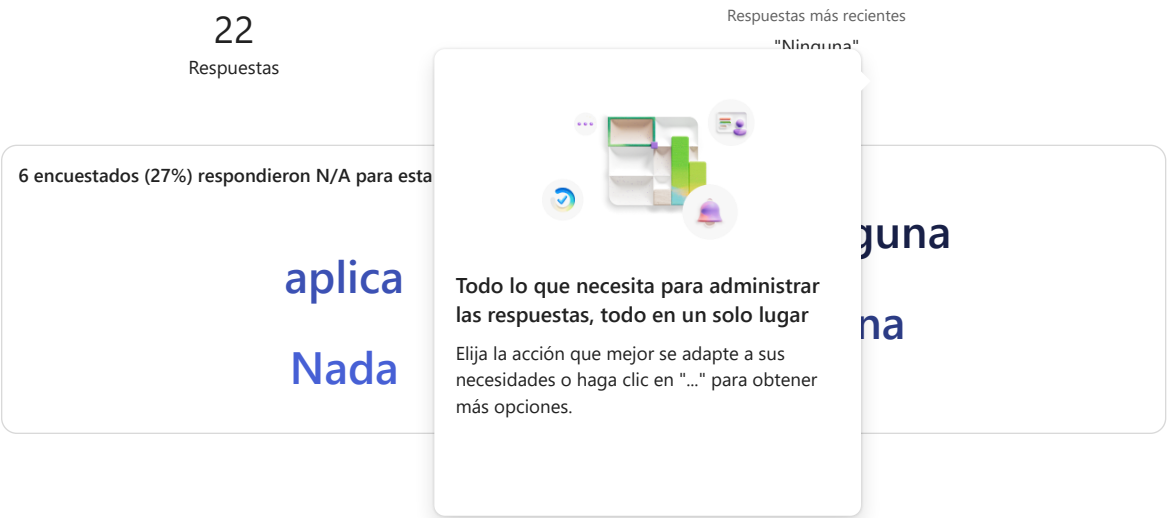 22
Respuestas
Respuestas más recientes
"Ninguna"
6 encuestados (27%) respondieron N/A para esta
aplica
Nada
guna
na
Todo lo que necesita para administrar
las respuestas, todo en un solo lugar
Elija la acción que mejor se adapte a sus
necesidades o haga clic en "..." para obtener
más opciones.